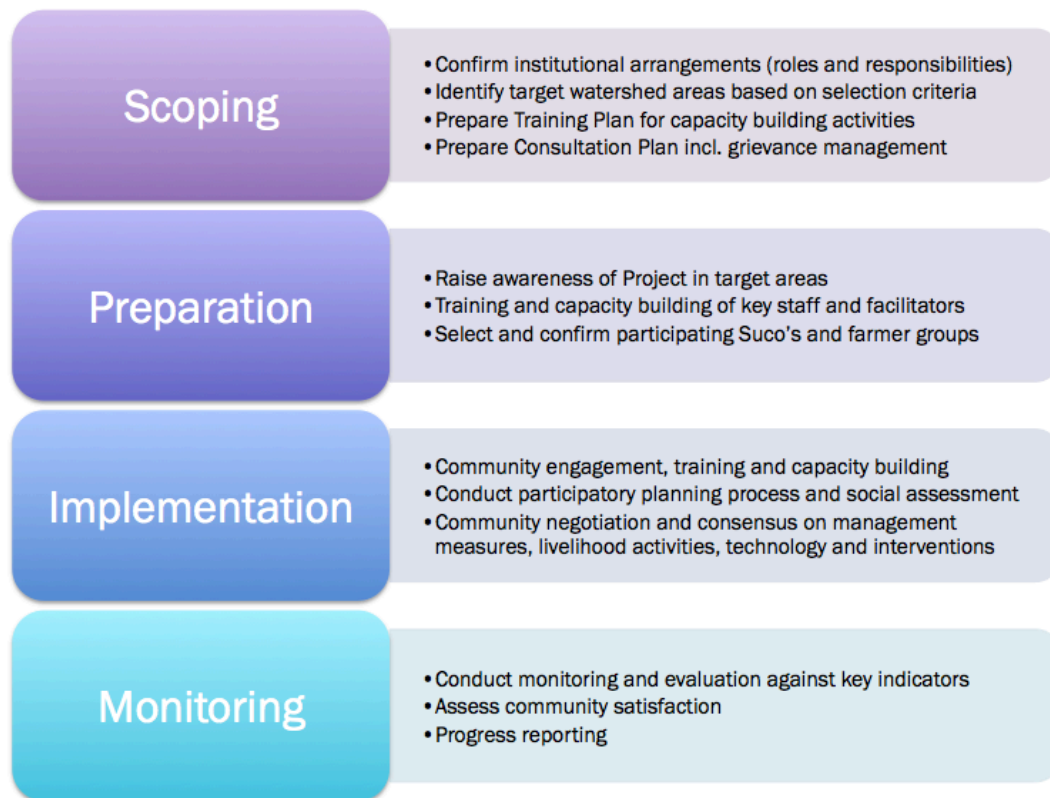 Scoping
•Confirm institutional arrangements (roles and responsibilities)
•Identify target watershed areas based on selection criteria
•Prepare Training Plan for capacity building activities
•Prepare Consultation Plan incl. grievance management
Preparation
•Raise awareness of Project in target areas
•Training and capacity building of key staff and facilitators
•Select and confirm participating Suco's and farmer groups
Implementation
•Community engagement, training and capacity building
•Conduct participatory planning process and social assessment
•Community negotiation and consensus on management
measures, livelihood activities, technology and interventions
Monitoring
•Conduct monitoring and evaluation against key indicators
•Assess community satisfaction
•Progress reporting